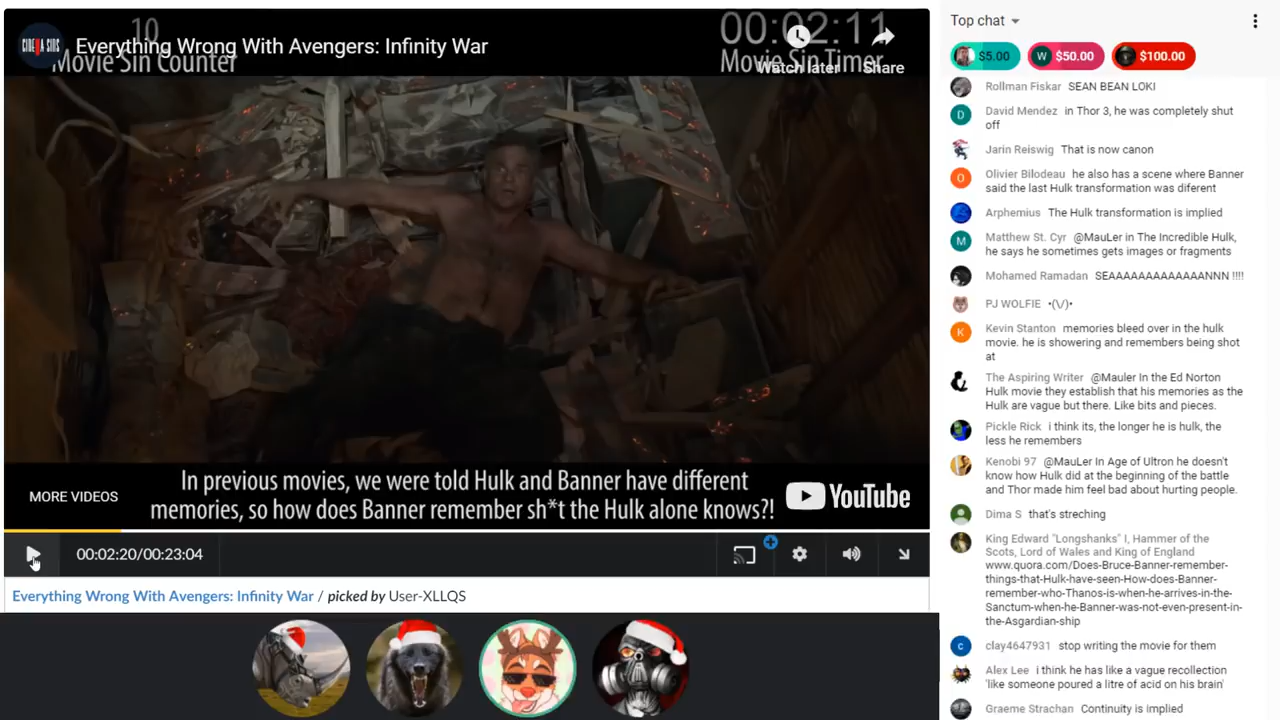 10
00:02:11
CINEMA SINS
Everything Wrong With Avengers: Infinity War
Movie Sin Counter
Movie Sin Timer
Watch later
Share
In previous movies, we were told Hulk and Banner have different
memories, so how does Banner remember sh*t the Hulk alone knows?!
MORE VIDEOS
YouTube
00:02:20/00:23:04
Everything Wrong With Avengers: Infinity War / picked by User-XLLQS
Top chat
$5.00
W $50.00
$100.00
Rollman Fiskar SEAN BEAN LOKI
D David Mendez in Thor 3, he was completely shut
off
Jarin Reiswig That is now canon
O Olivier Bilodeau he also has a scene where Banner
said the last Hulk transformation was diferent
Arphemius The Hulk transformation is implied
M Matthew St. Cyr @MauLer in The Incredible Hulk,
he says he sometimes gets images or fragments
Mohamed Ramadan SEAAAAAAAAAAAAANNN !!!!
PJ WOLFIE •(\/)•
K Kevin Stanton memories bleed over in the hulk
movie. he is showering and remembers being shot
at
The Aspiring Writer @Mauler In the Ed Norton
Hulk movie they establish that his memories as the
Hulk are vague but there. Like bits and pieces.
Pickle Rick i think its, the longer he is hulk, the
less he remembers
Kenobi 97 @MauLer In Age of Ultron he doesn't
know how Hulk did at the beginning of the battle
and Thor made him feel bad about hurting people.
Dima S that's streching
King Edward "Longshanks" I, Hammer of the
Scots, Lord of Wales and King of England
www.quora.com/Does-Bruce-Banner-remember-
things-that-Hulk-have-seen-How-does-Banner-
remember-who-Thanos-is-when-he-arrives-in-the-
Sanctum-when-he-Banner-was-not-even-present-in-
the-Asgardian-ship
c clay4647931 stop writing the movie for them
Alex Lee i think he has like a vague recollection
'like someone poured a litre of acid on his brain'
Graeme Strachan Continuity is implied